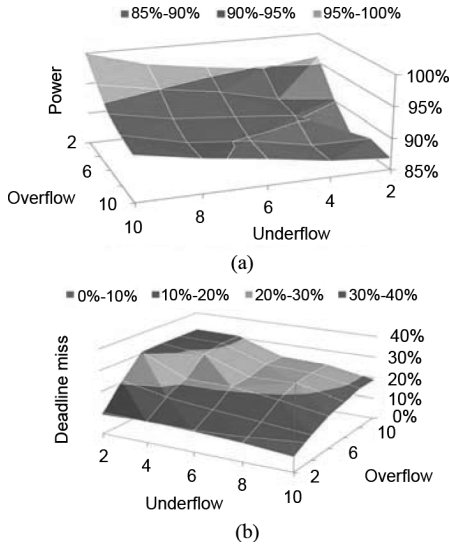 85%-90% 90%-95% 95%-100%
Power
100%
95%
90%
85%
2
6
10
Overflow
10
8
6
4
2
Underflow
(a)
0%-10% 10%-20% 20%-30% 30%-40%
Deadline miss
40%
30%
20%
10%
0%
2
4
6
8
10
Underflow
2
6
10
Overflow
(b)